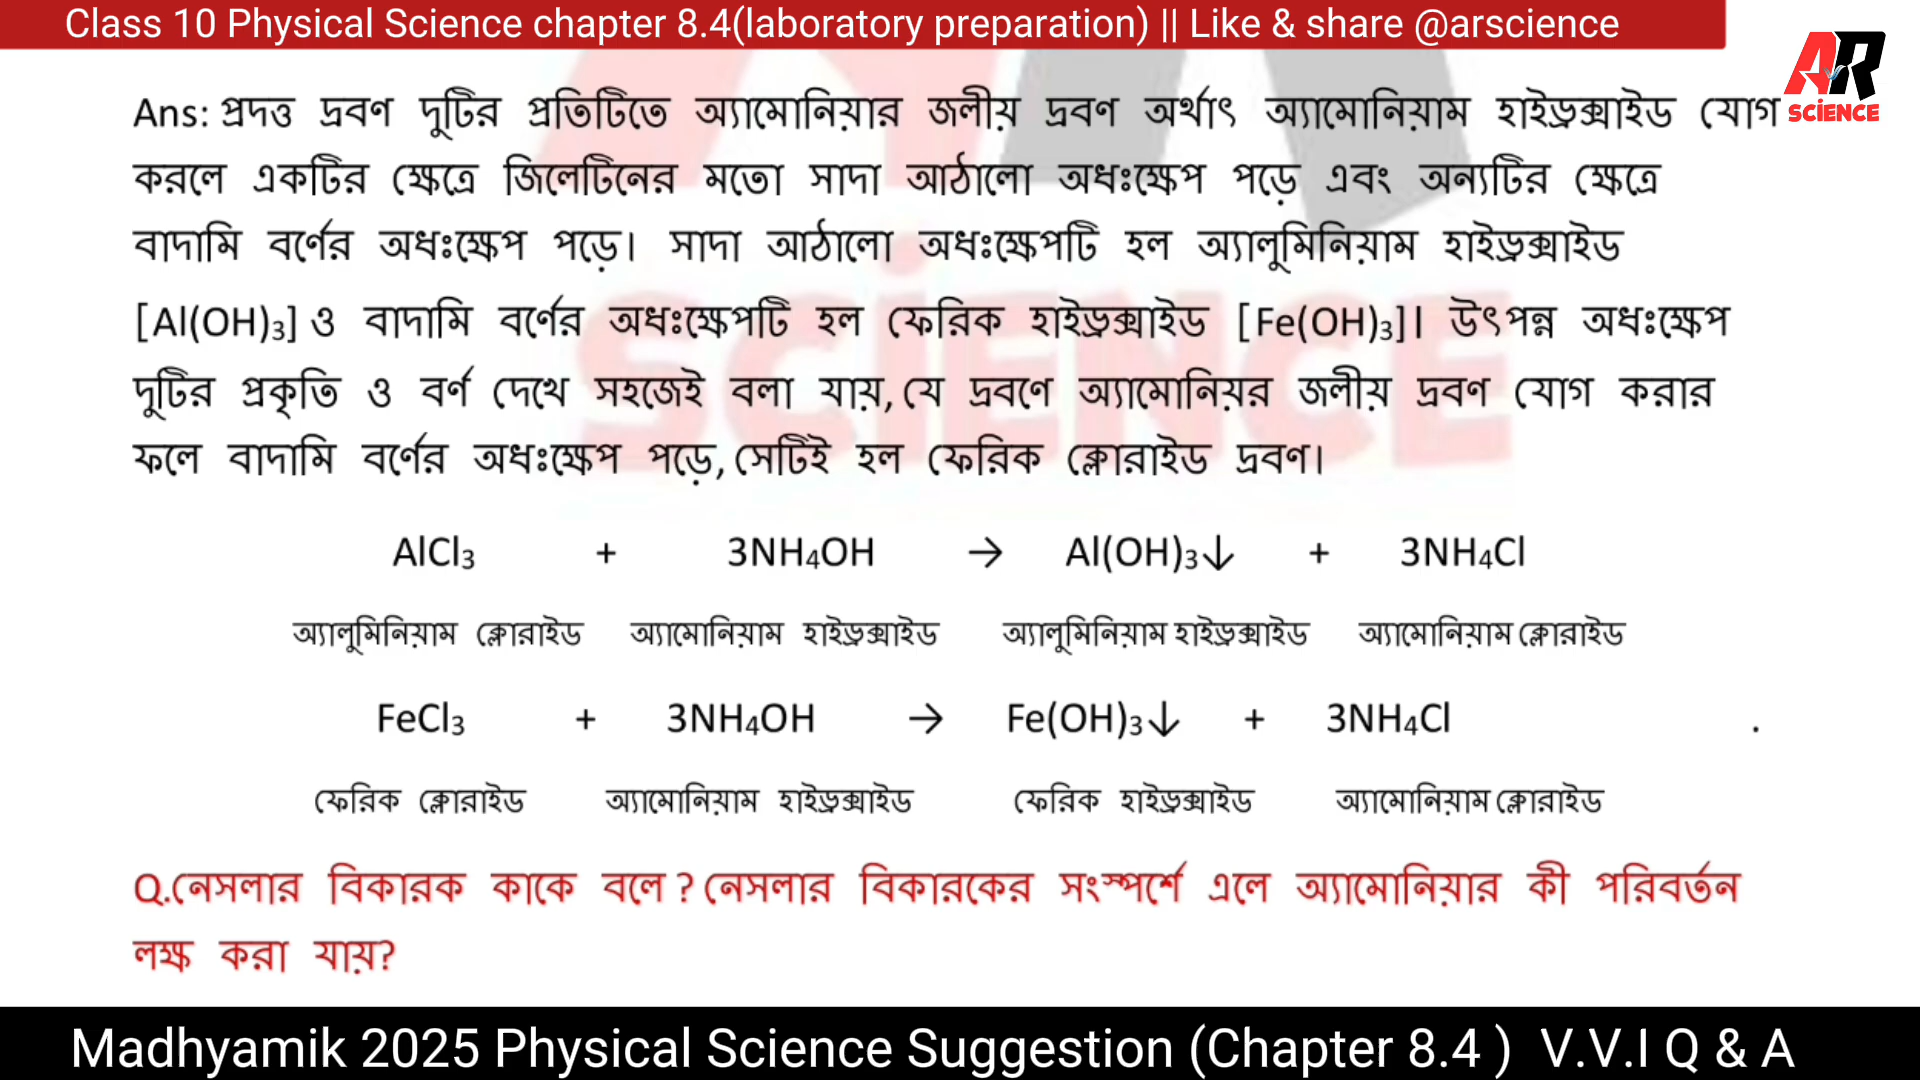 Class 10 Physical Science chapter 8.4(laboratory preparation) || Like & share @arscience
AR
SCiENCE
Ans: প্রদত্ত দ্রবণ দুটির প্রতিটিতে অ্যামোনিয়ার জলীয় দ্রবণ অর্থাৎ অ্যামোনিয়াম হাইড্রক্সাইড যোগ
করলে একটির ক্ষেত্রে জিলেটিনের মতো সাদা আঠালো অধঃক্ষেপ পড়ে এবং অন্যটির ক্ষেত্রে
বাদামি বর্ণের অধঃক্ষেপ পড়ে। সাদা আঠালো অধঃক্ষেপটি হল অ্যালুমিনিয়াম হাইড্রক্সাইড
[Al(OH)₃] ও বাদামি বর্ণের অধঃক্ষেপটি হল ফেরিক হাইড্রক্সাইড [Fe(OH)₃]। উৎপন্ন অধঃক্ষেপ
দুটির প্রকৃতি ও বর্ণ দেখে সহজেই বলা যায়, যে দ্রবণে অ্যামোনিয়র জলীয় দ্রবণ যোগ করার
ফলে বাদামি বর্ণের অধঃক্ষেপ পড়ে, সেটিই হল ফেরিক ক্লোরাইড দ্রবণ।
AlCl₃ + 3NH₄OH → Al(OH)₃↓ + 3NH₄Cl
অ্যালুমিনিয়াম ক্লোরাইড অ্যামোনিয়াম হাইড্রক্সাইড অ্যালুমিনিয়াম হাইড্রক্সাইড অ্যামোনিয়াম ক্লোরাইড
FeCl₃ + 3NH₄OH → Fe(OH)₃↓ + 3NH₄Cl .
ফেরিক ক্লোরাইড অ্যামোনিয়াম হাইড্রক্সাইড ফেরিক হাইড্রক্সাইড অ্যামোনিয়াম ক্লোরাইড
Q.নেসলার বিকারক কাকে বলে ? নেসলার বিকারকের সংস্পর্শে এলে অ্যামোনিয়ার কী পরিবর্তন
লক্ষ করা যায়?
Madhyamik 2025 Physical Science Suggestion (Chapter 8.4 ) V.V.I Q & A